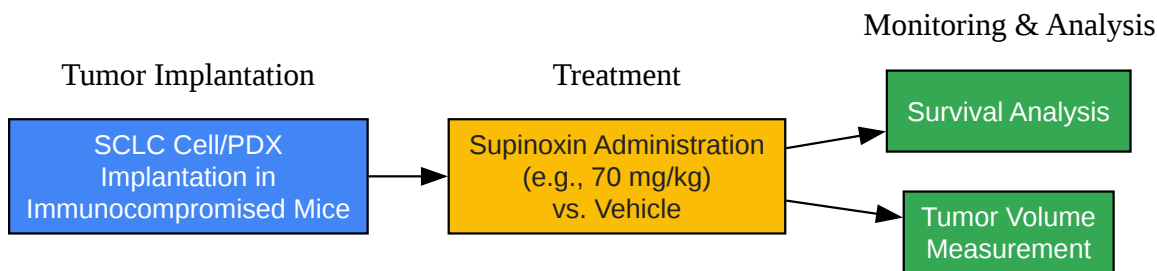 Tumor Implantation
SCLC Cell/PDX
Implantation in
Immunocompromised Mice
Treatment
Supinoxin Administration
(e.g., 70 mg/kg)
vs. Vehicle
Monitoring & Analysis
Survival Analysis
Tumor Volume
Measurement